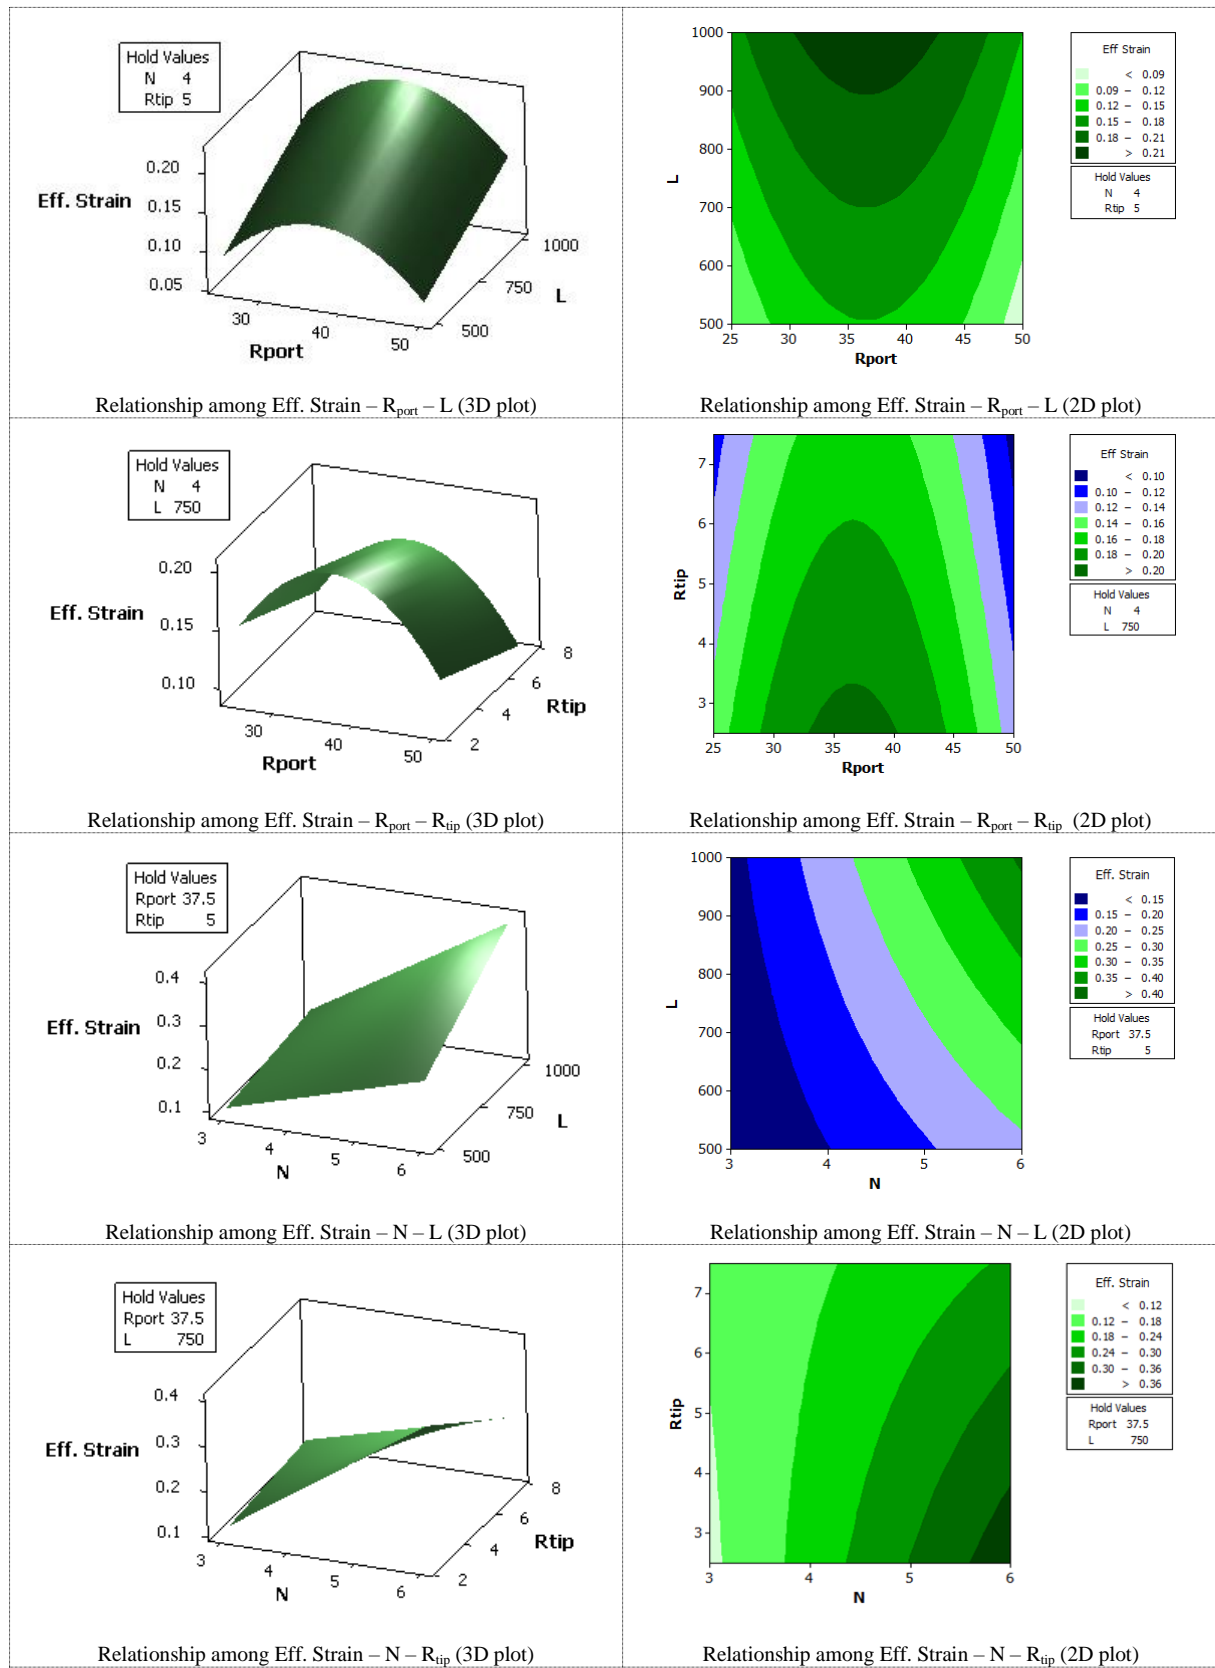 Hold Values
N 4
Rtip 5
0.20
Eff. Strain 0.15
0.10
0.05
30
40
50
Rport
500
750
1000
L
Relationship among Eff. Strain – Rport – L (3D plot)
1000
900
800
700
600
500
L
25 30 35 40 45 50
Rport
Eff Strain
< 0.09
0.09 – 0.12
0.12 – 0.15
0.15 – 0.18
0.18 – 0.21
> 0.21
Hold Values
N 4
Rtip 5
Relationship among Eff. Strain – Rport – L (2D plot)
Hold Values
N 4
L 750
0.20
Eff. Strain
0.15
0.10
30
40
50
Rport
2
4
6
8
Rtip
Relationship among Eff. Strain – Rport – Rtip (3D plot)
7
6
5
4
3
Rtip
25 30 35 40 45 50
Rport
Eff Strain
< 0.10
0.10 – 0.12
0.12 – 0.14
0.14 – 0.16
0.16 – 0.18
0.18 – 0.20
> 0.20
Hold Values
N 4
L 750
Relationship among Eff. Strain – Rport – Rtip (2D plot)
Hold Values
Rport 37.5
Rtip 5
0.4
0.3
Eff. Strain
0.2
0.1
3
4
5
6
N
500
750
1000
L
Relationship among Eff. Strain – N – L (3D plot)
1000
900
800
700
600
500
L
3 4 5 6
N
Eff. Strain
< 0.15
0.15 – 0.20
0.20 – 0.25
0.25 – 0.30
0.30 – 0.35
0.35 – 0.40
> 0.40
Hold Values
Rport 37.5
Rtip 5
Relationship among Eff. Strain – N – L (2D plot)
Hold Values
Rport 37.5
L 750
0.4
0.3
Eff. Strain
0.2
0.1
3
4
5
6
N
2
4
6
8
Rtip
Relationship among Eff. Strain – N – Rtip (3D plot)
7
6
5
4
3
Rtip
3 4 5 6
N
Eff. Strain
< 0.12
0.12 – 0.18
0.18 – 0.24
0.24 – 0.30
0.30 – 0.36
> 0.36
Hold Values
Rport 37.5
L 750
Relationship among Eff. Strain – N – Rtip (2D plot)